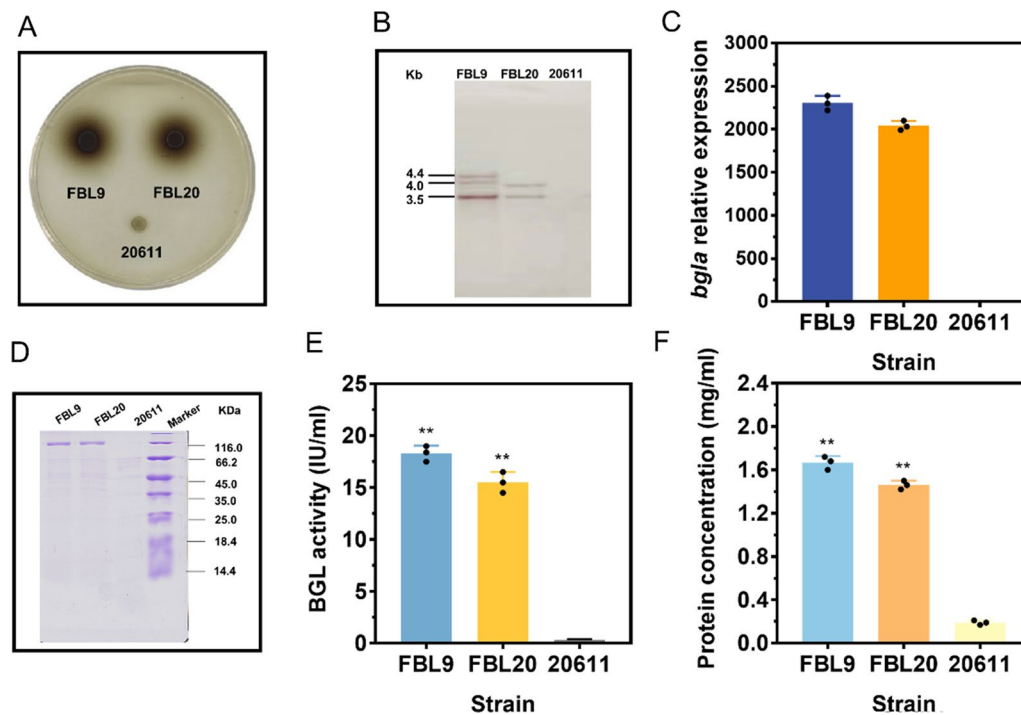 A
FBL9 FBL20
20611
B
Kb FBL9 FBL20 20611
4.4
4.0
3.5
C
bgla relative expression
3000
2500
2000
1500
1000
500
0
FBL9 FBL20 20611
Strain
D
FBL9 FBL20 20611 Marker KDa
116.0
66.2
45.0
35.0
25.0
18.4
14.4
E
BGL activity (IU/ml)
25
20
15
10
5
0
** **
FBL9 FBL20 20611
Strain
F
Protein concentration (mg/ml)
2.4
2.0
1.6
1.2
0.8
0.4
0.0
** **
FBL9 FBL20 20611
Strain